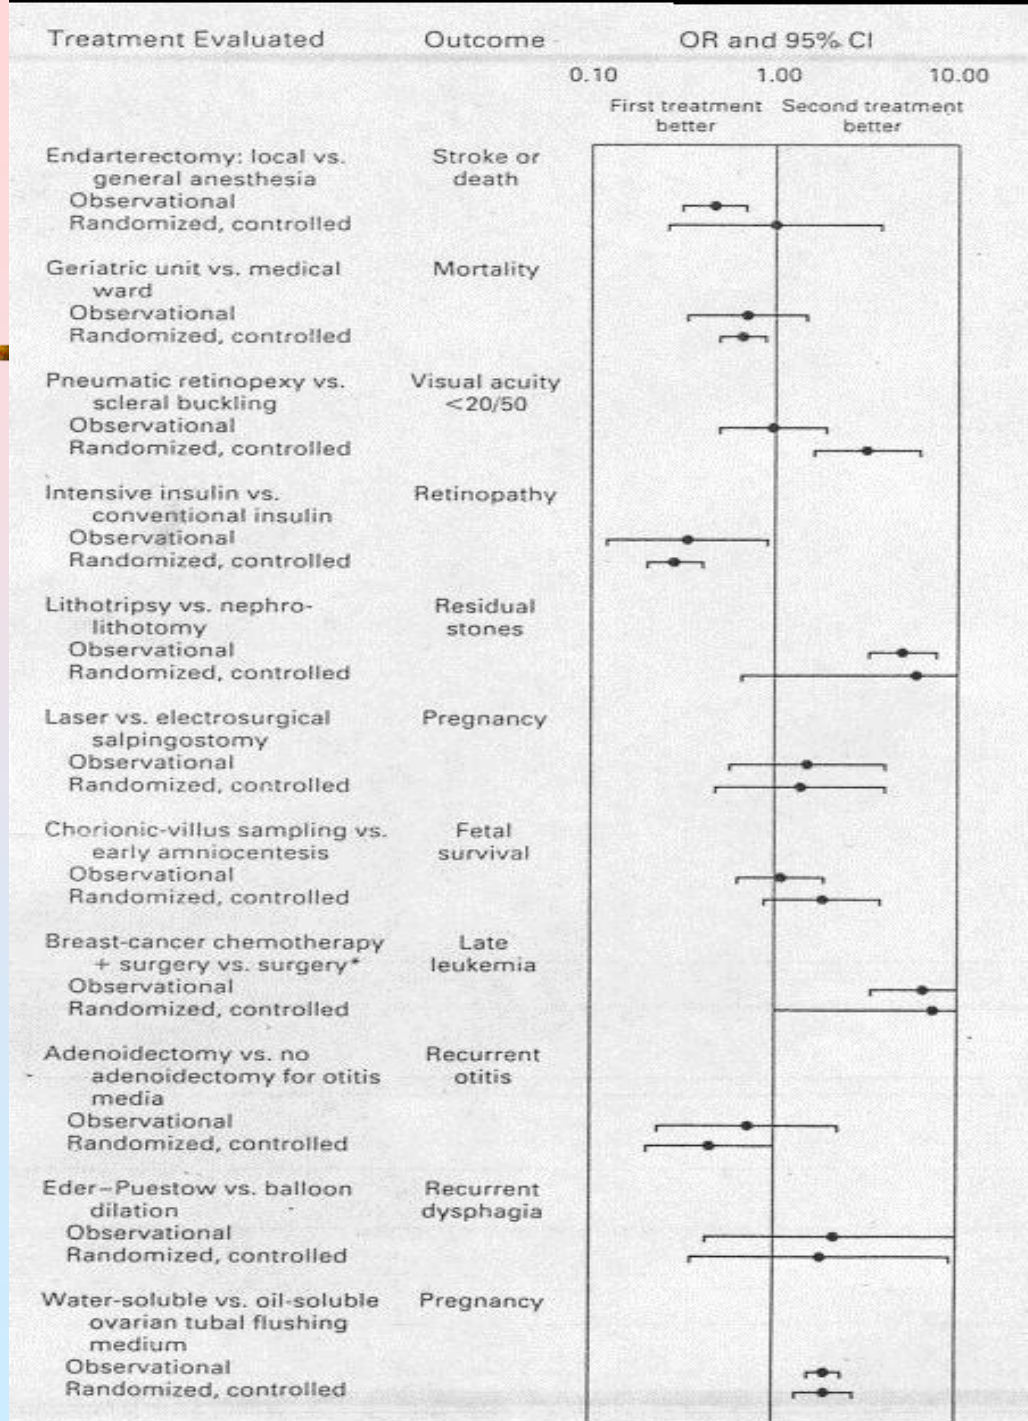 Treatment Evaluated Outcome OR and 95% CI
0.10 1.00 10.00
First treatment better Second treatment better
Endarterectomy: local vs. Stroke or
general anesthesia death
Observational
Randomized, controlled
Geriatric unit vs. medical Mortality
ward
Observational
Randomized, controlled
Pneumatic retinopexy vs. Visual acuity
scleral buckling <20/50
Observational
Randomized, controlled
Intensive insulin vs. Retinopathy
conventional insulin
Observational
Randomized, controlled
Lithotripsy vs. nephro- Residual
lithotomy stones
Observational
Randomized, controlled
Laser vs. electrosurgical Pregnancy
salpingostomy
Observational
Randomized, controlled
Chorionic-villus sampling vs. Fetal
early amniocentesis survival
Observational
Randomized, controlled
Breast-cancer chemotherapy Late
+ surgery vs. surgery* leukemia
Observational
Randomized, controlled
Adenoidectomy vs. no Recurrent
adenoidectomy for otitis otitis
media
Observational
Randomized, controlled
Eder–Puestow vs. balloon Recurrent
dilation dysphagia
Observational
Randomized, controlled
Water-soluble vs. oil-soluble Pregnancy
ovarian tubal flushing
medium
Observational
Randomized, controlled